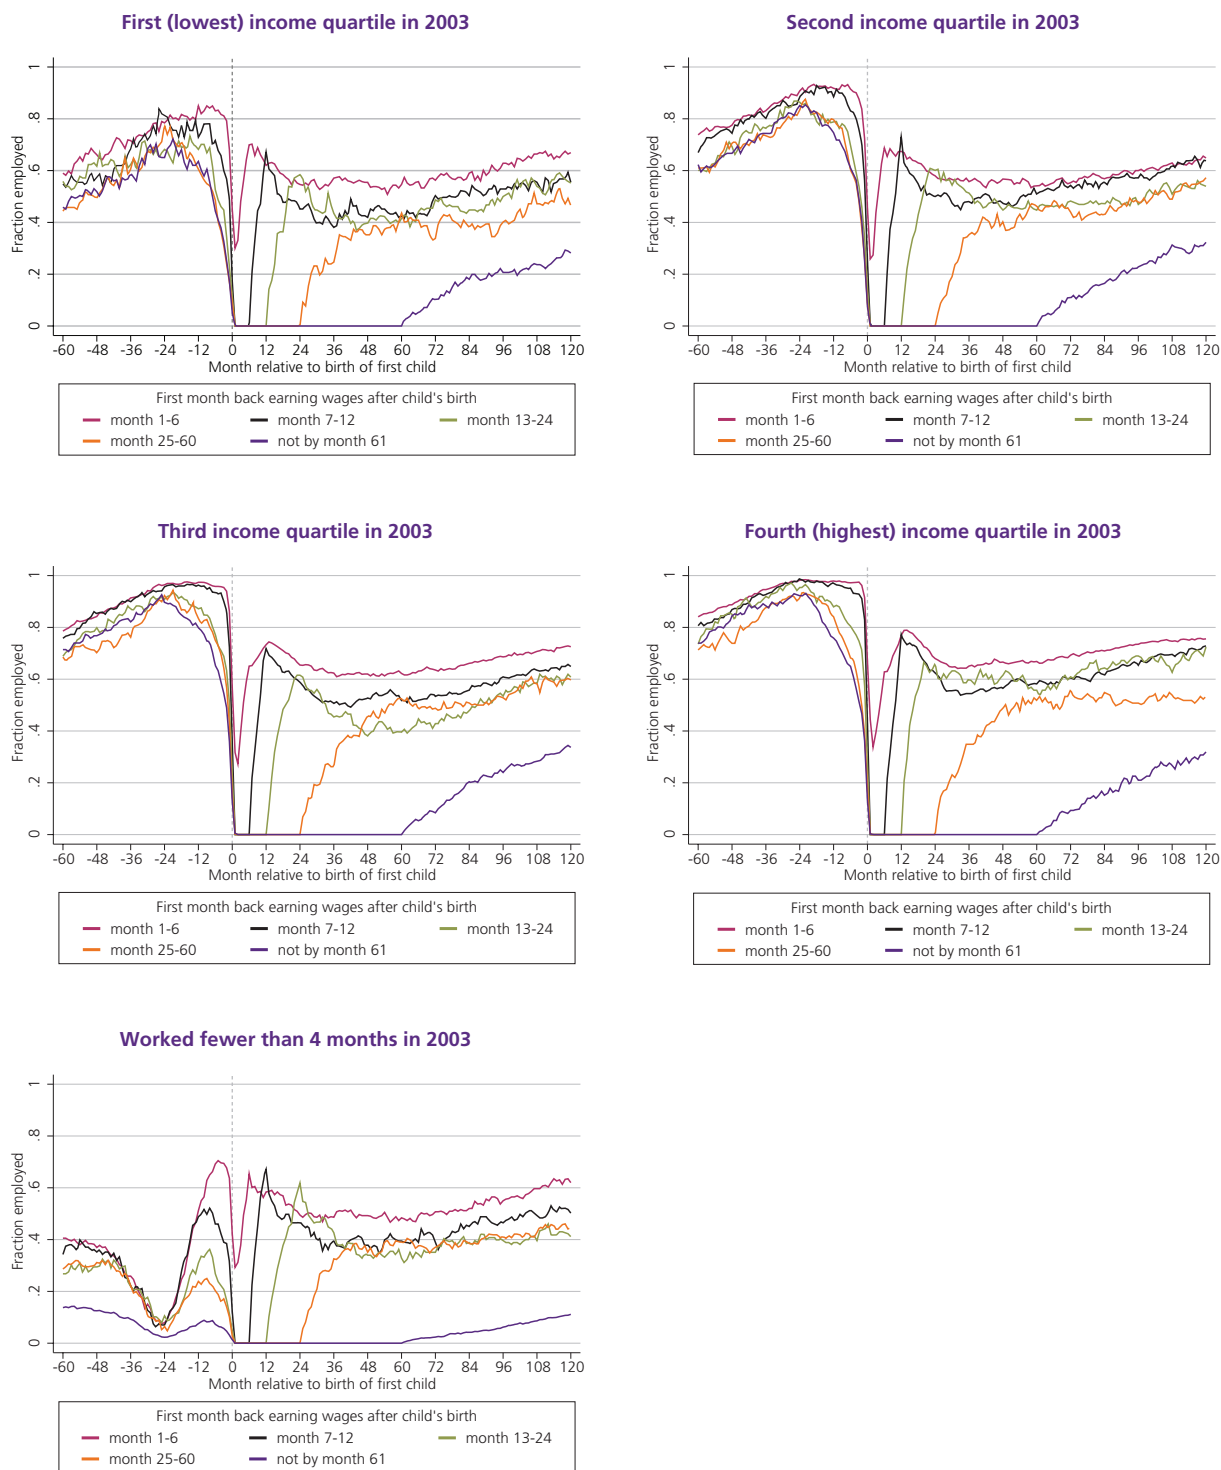 First (lowest) income quartile in 2003
Fraction employed
1
.8
.6
.4
.2
0
-60 -48 -36 -24 -12 0 12 24 36 48 60 72 84 96 108 120
Month relative to birth of first child
First month back earning wages after child's birth
month 1-6 month 7-12 month 13-24
month 25-60 not by month 61
Second income quartile in 2003
Fraction employed
1
.8
.6
.4
.2
0
-60 -48 -36 -24 -12 0 12 24 36 48 60 72 84 96 108 120
Month relative to birth of first child
First month back earning wages after child's birth
month 1-6 month 7-12 month 13-24
month 25-60 not by month 61
Third income quartile in 2003
Fraction employed
1
.8
.6
.4
.2
0
-60 -48 -36 -24 -12 0 12 24 36 48 60 72 84 96 108 120
Month relative to birth of first child
First month back earning wages after child's birth
month 1-6 month 7-12 month 13-24
month 25-60 not by month 61
Fourth (highest) income quartile in 2003
Fraction employed
1
.8
.6
.4
.2
0
-60 -48 -36 -24 -12 0 12 24 36 48 60 72 84 96 108 120
Month relative to birth of first child
First month back earning wages after child's birth
month 1-6 month 7-12 month 13-24
month 25-60 not by month 61
Worked fewer than 4 months in 2003
Fraction employed
1
.8
.6
.4
.2
0
-60 -48 -36 -24 -12 0 12 24 36 48 60 72 84 96 108 120
Month relative to birth of first child
First month back earning wages after child's birth
month 1-6 month 7-12 month 13-24
month 25-60 not by month 61